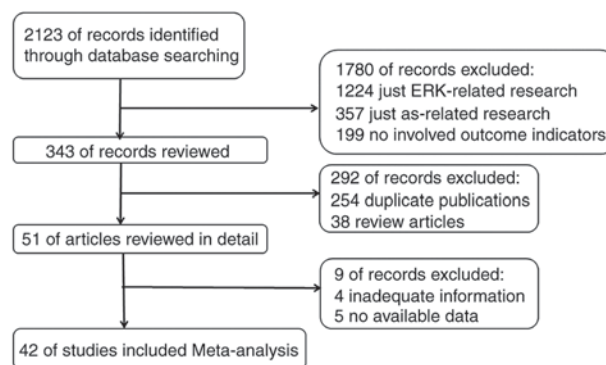 2123 of records identified
through database searching
1780 of records excluded:
1224 just ERK-related research
357 just as-related research
199 no involved outcome indicators
343 of records reviewed
292 of records excluded:
254 duplicate publications
38 review articles
51 of articles reviewed in detail
9 of records excluded:
4 inadequate information
5 no available data
42 of studies included Meta-analysis